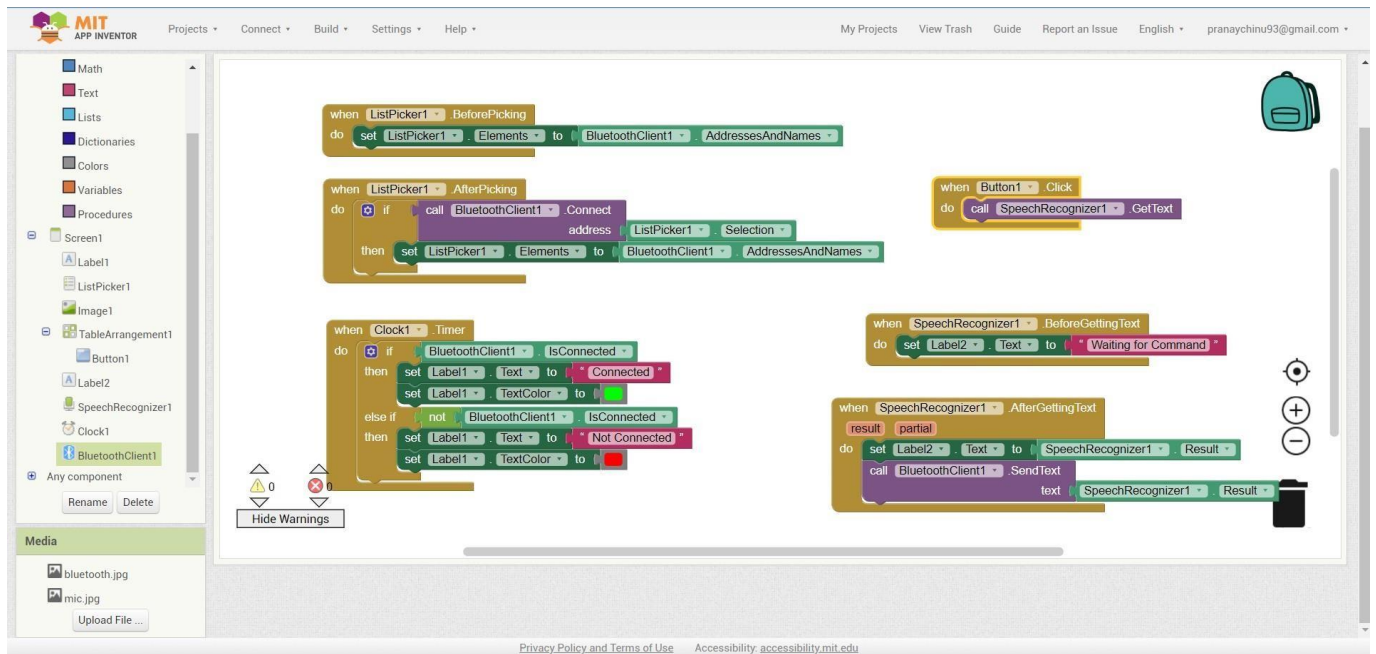 MIT
APP INVENTOR
Projects Connect Build Settings Help
My Projects View Trash Guide Report an Issue English pranaychinu93@gmail.com
Math
Text
Lists
Dictionaries
Colors
Variables
Procedures
Screen1
Label1
ListPicker1
Image1
TableArrangement1
Button1
Label2
SpeechRecognizer1
Clock1
BluetoothClient1
Any component
Rename Delete
Media
bluetooth.jpg
mic.jpg
Upload File ...
when ListPicker1 .BeforePicking
do set ListPicker1 . Elements to BluetoothClient1 . AddressesAndNames
when ListPicker1 .AfterPicking
do if call BluetoothClient1 .Connect
address ListPicker1 . Selection
then set ListPicker1 . Elements to BluetoothClient1 . AddressesAndNames
when Clock1 .Timer
do if BluetoothClient1 . IsConnected
then set Label1 . Text to " Connected "
set Label1 . TextColor to
else if not BluetoothClient1 . IsConnected
then set Label1 . Text to " Not Connected "
set Label1 . TextColor to
0 0
Hide Warnings
when Button1 .Click
do call SpeechRecognizer1 .GetText
when SpeechRecognizer1 .BeforeGettingText
do set Label2 . Text to " Waiting for Command "
when SpeechRecognizer1 .AfterGettingText
result partial
do set Label2 . Text to SpeechRecognizer1 . Result
call BluetoothClient1 .SendText
text SpeechRecognizer1 . Result
Privacy Policy and Terms of Use Accessibility: accessibility.mit.edu